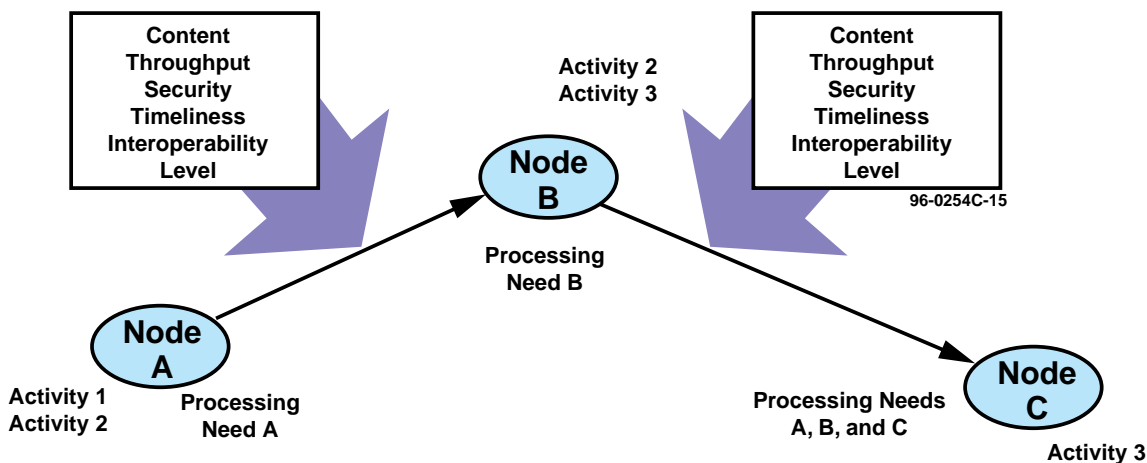 Content
Throughput
Security
Timeliness
Interoperability
Level
Activity 2
Activity 3
Content
Throughput
Security
Timeliness
Interoperability
Level
96-0254C-15
Node
B
Processing
Need B
Node
A
Activity 1
Activity 2
Processing
Need A
Processing Needs
A, B, and C
Node
C
Activity 3